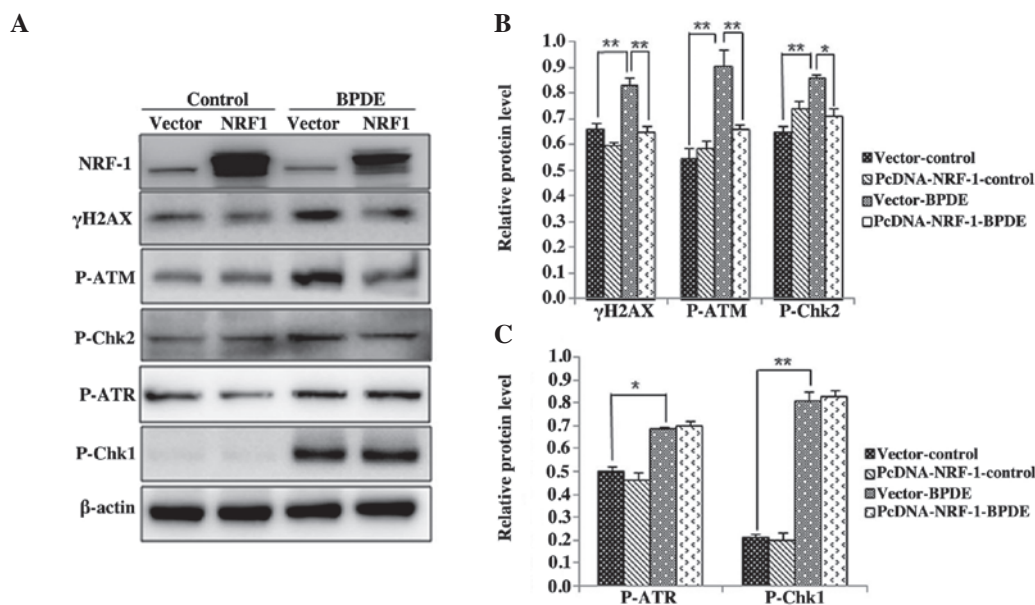 A
Control BPDE
Vector NRF1 Vector NRF1
NRF-1
γH2AX
P-ATM
P-Chk2
P-ATR
P-Chk1
β-actin
B
Relative protein level
1.0
0.9
0.8
0.7
0.6
0.5
0.4
0.3
0.2
0.1
0.0
** ** ** ** ** *
γH2AX P-ATM P-Chk2
Vector-control
PcDNA-NRF-1-control
Vector-BPDE
PcDNA-NRF-1-BPDE
C
Relative protein level
1.0
0.9
0.8
0.7
0.6
0.5
0.4
0.3
0.2
0.1
0.0
* **
P-ATR P-Chk1
Vector-control
PcDNA-NRF-1-control
Vector-BPDE
PcDNA-NRF-1-BPDE